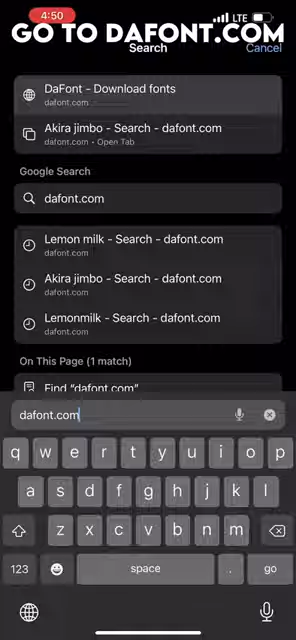 4:50
LTE
GO TO DAFONT.COM
Search
Cancel
DaFont - Download fonts
dafont.com
Akira jimbo - Search - dafont.com
dafont.com • Open Tab
Google Search
dafont.com
Lemon milk - Search - dafont.com
dafont.com
Akira jimbo - Search - dafont.com
dafont.com
Lemonmilk - Search - dafont.com
dafont.com
On This Page (1 match)
Find “dafont.com”
dafont.com
q w e r t y u i o p
a s d f g h j k l
z x c v b n m
123 space . go